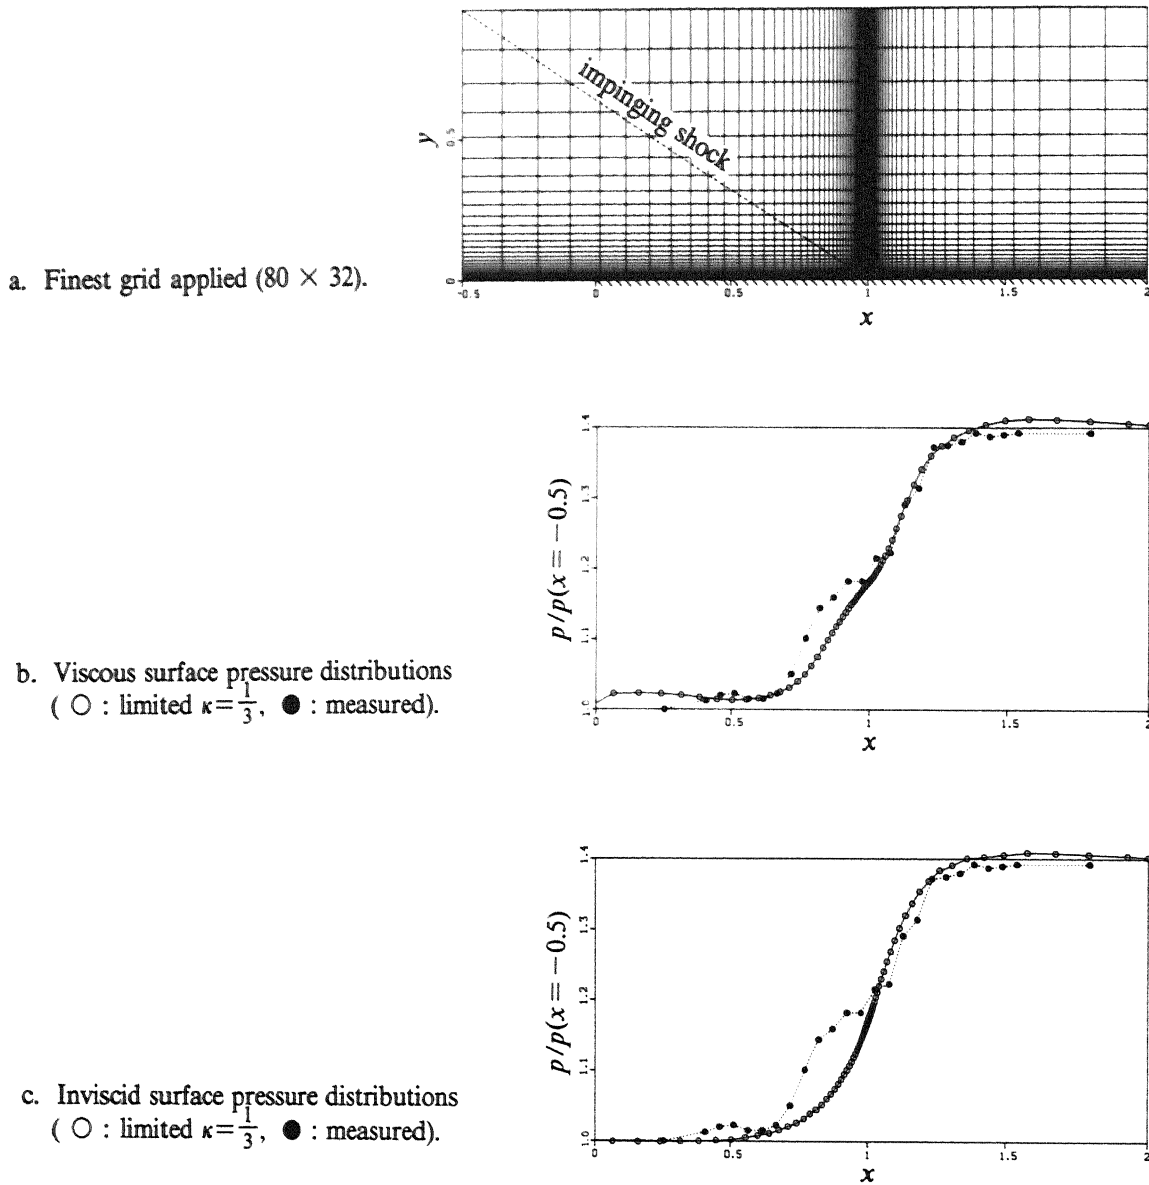 impinging shock
y
0.5
0
-0.5 0 0.5 1 1.5 2
x
a. Finest grid applied (80 × 32).
1.4
1.3
1.2
1.1
1.0
p/p(x=−0.5)
0 0.5 1 1.5 2
x
b. Viscous surface pressure distributions
( ○ : limited κ=1/3, ● : measured).
1.4
1.3
1.2
1.1
1.0
p/p(x=−0.5)
0 0.5 1 1.5 2
x
c. Inviscid surface pressure distributions
( ○ : limited κ=1/3, ● : measured).